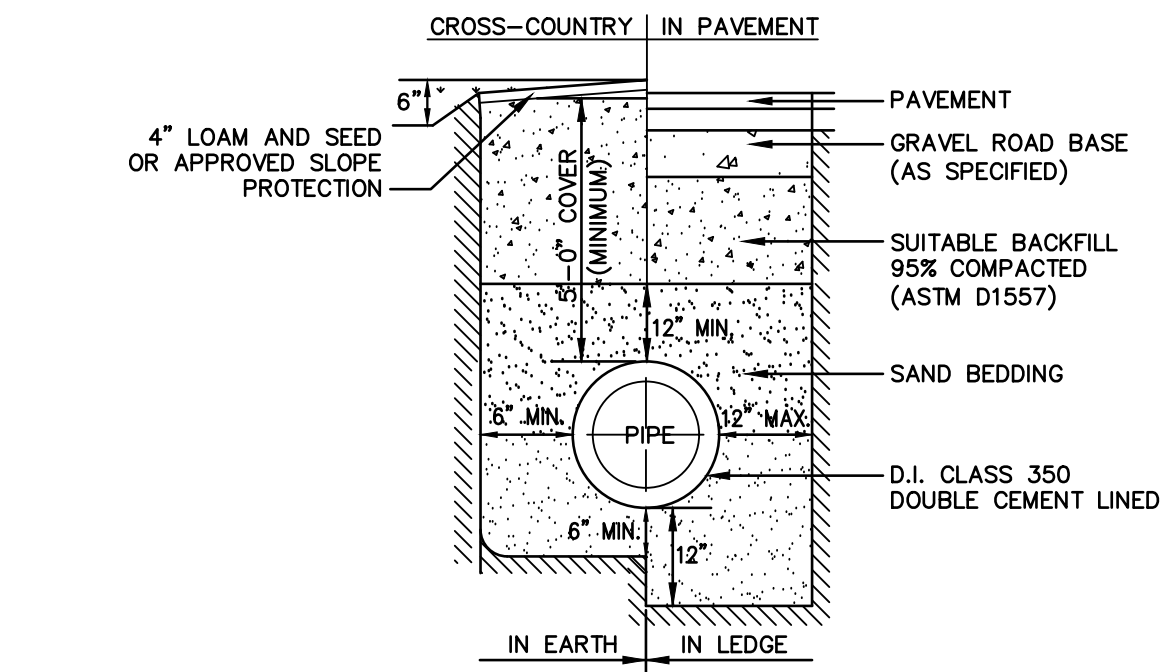 CROSS-COUNTRY
IN PAVEMENT
6"
4" LOAM AND SEED
OR APPROVED SLOPE
PROTECTION
5'-0" COVER
(MINIMUM)
PAVEMENT
GRAVEL ROAD BASE
(AS SPECIFIED)
SUITABLE BACKFILL
95% COMPACTED
(ASTM D1557)
12" MIN.
SAND BEDDING
6" MIN.
12" MAX.
PIPE
D.I. CLASS 350
DOUBLE CEMENT LINED
6" MIN.
12"
IN EARTH
IN LEDGE